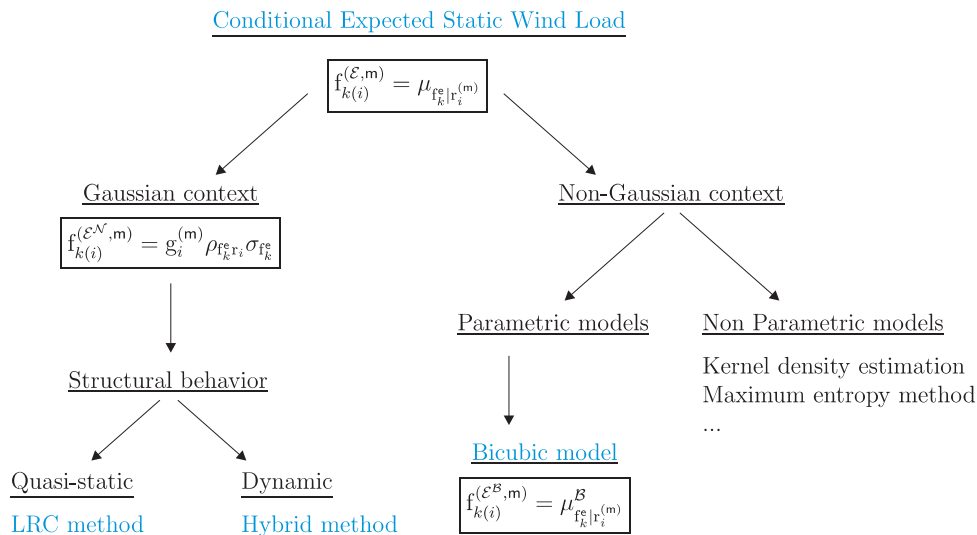 Conditional Expected Static Wind Load
f_{k(i)}^{(ℰ,m)} = μ_{f_k^e|r_i^{(m)}}
Gaussian context
Non-Gaussian context
f_{k(i)}^{(ℰ^𝒩,m)} = g_i^{(m)} ρ_{f_k^e r_i} σ_{f_k^e}
Parametric models
Non Parametric models
Kernel density estimation
Maximum entropy method
...
Structural behavior
Bicubic model
f_{k(i)}^{(ℰ^ℬ,m)} = μ^ℬ_{f_k^e|r_i^{(m)}}
Quasi-static
Dynamic
LRC method
Hybrid method